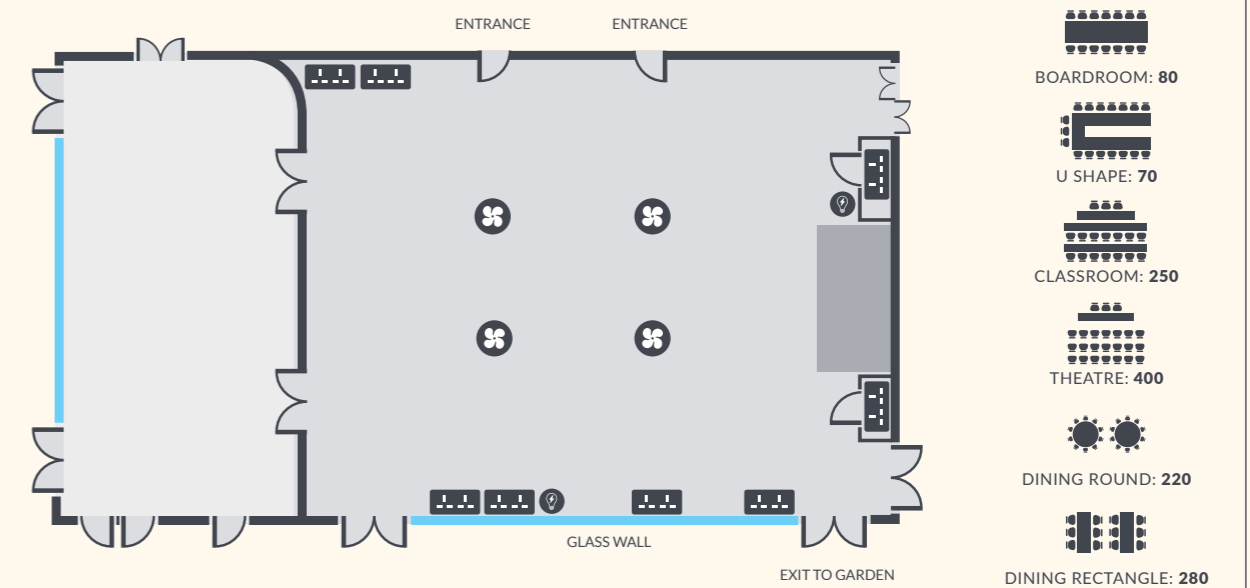 ENTRANCE
ENTRANCE
GLASS WALL
EXIT TO GARDEN
BOARDROOM: 80
U SHAPE: 70
CLASSROOM: 250
THEATRE: 400
DINING ROUND: 220
DINING RECTANGLE: 280